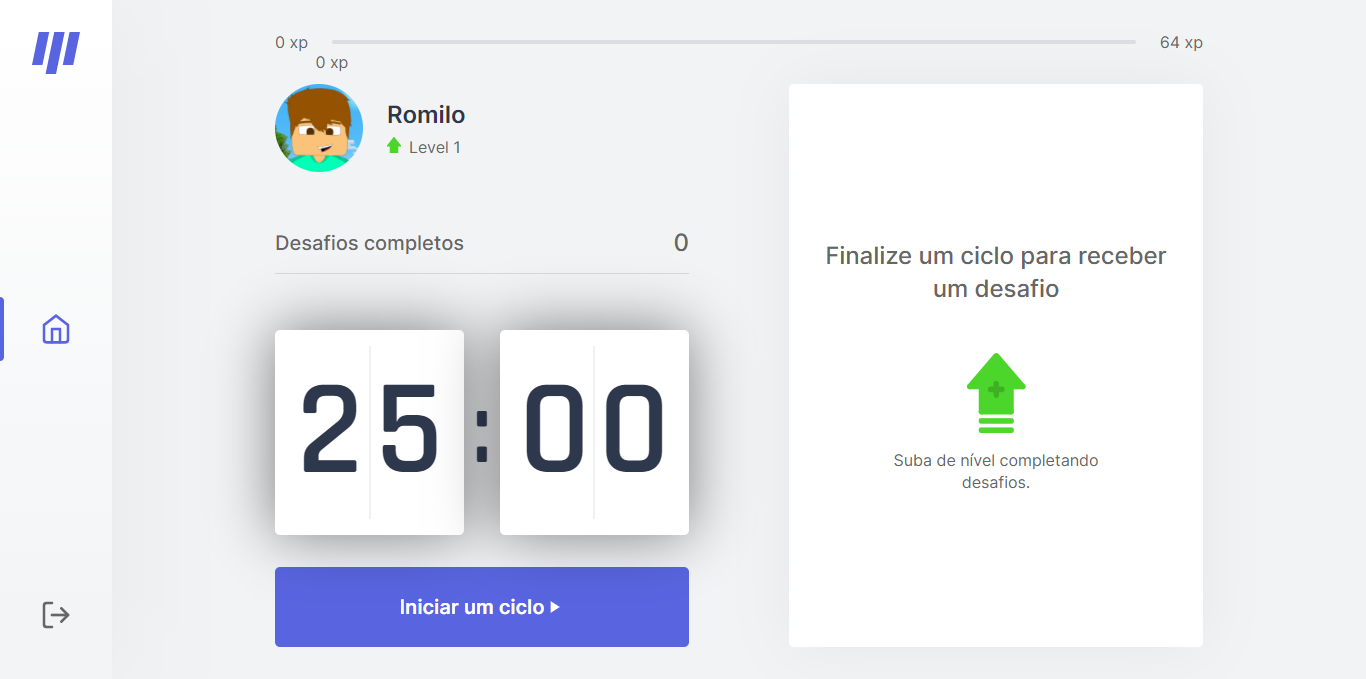 0 xp
64 xp
0 xp
Romilo
Level 1
Desafios completos
0
25:00
Iniciar um ciclo
Finalize um ciclo para receber
um desafio
Suba de nível completando
desafios.